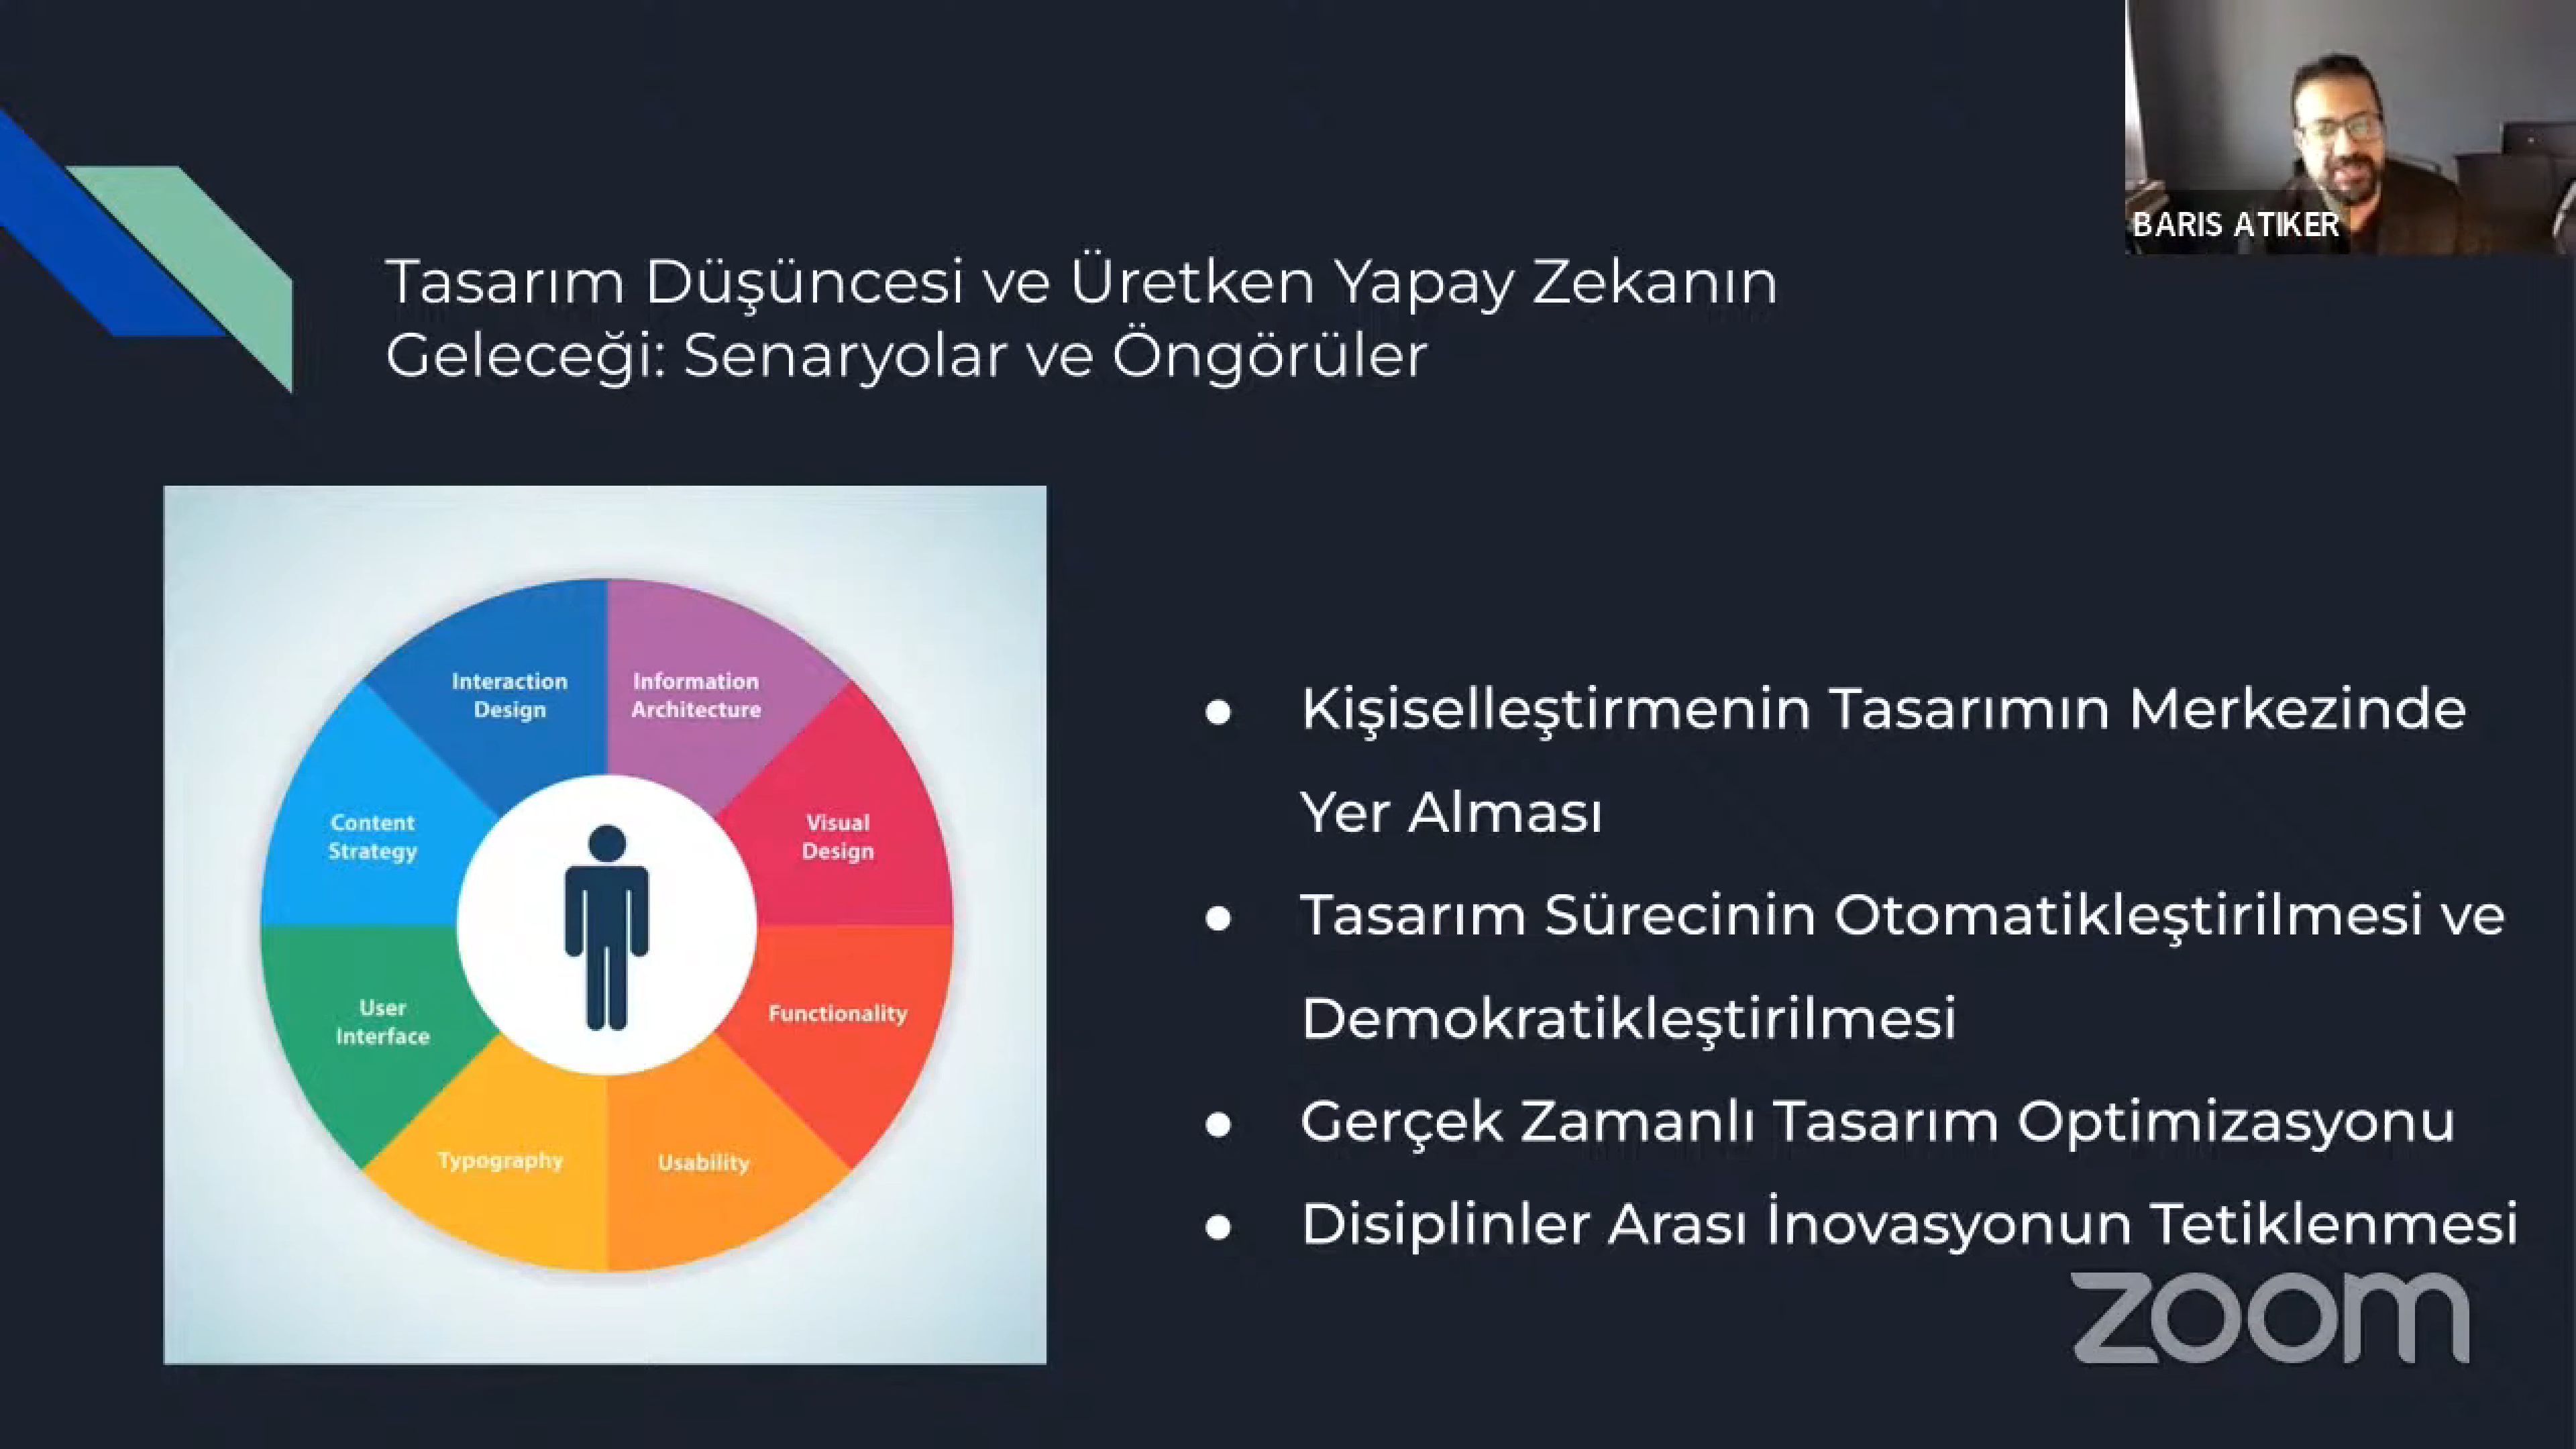 BARIS ATIKER
Tasarım Düşüncesi ve Üretken Yapay Zekanın
Geleceği: Senaryolar ve Öngörüler
Interaction
Design
Information
Architecture
Content
Strategy
Visual
Design
User
Interface
Functionality
Typography
Usability
● Kişiselleştirmenin Tasarımın Merkezinde
Yer Alması
● Tasarım Sürecinin Otomatikleştirilmesi ve
Demokratikleştirilmesi
● Gerçek Zamanlı Tasarım Optimizasyonu
● Disiplinler Arası İnovasyonun Tetiklenmesi
zoom